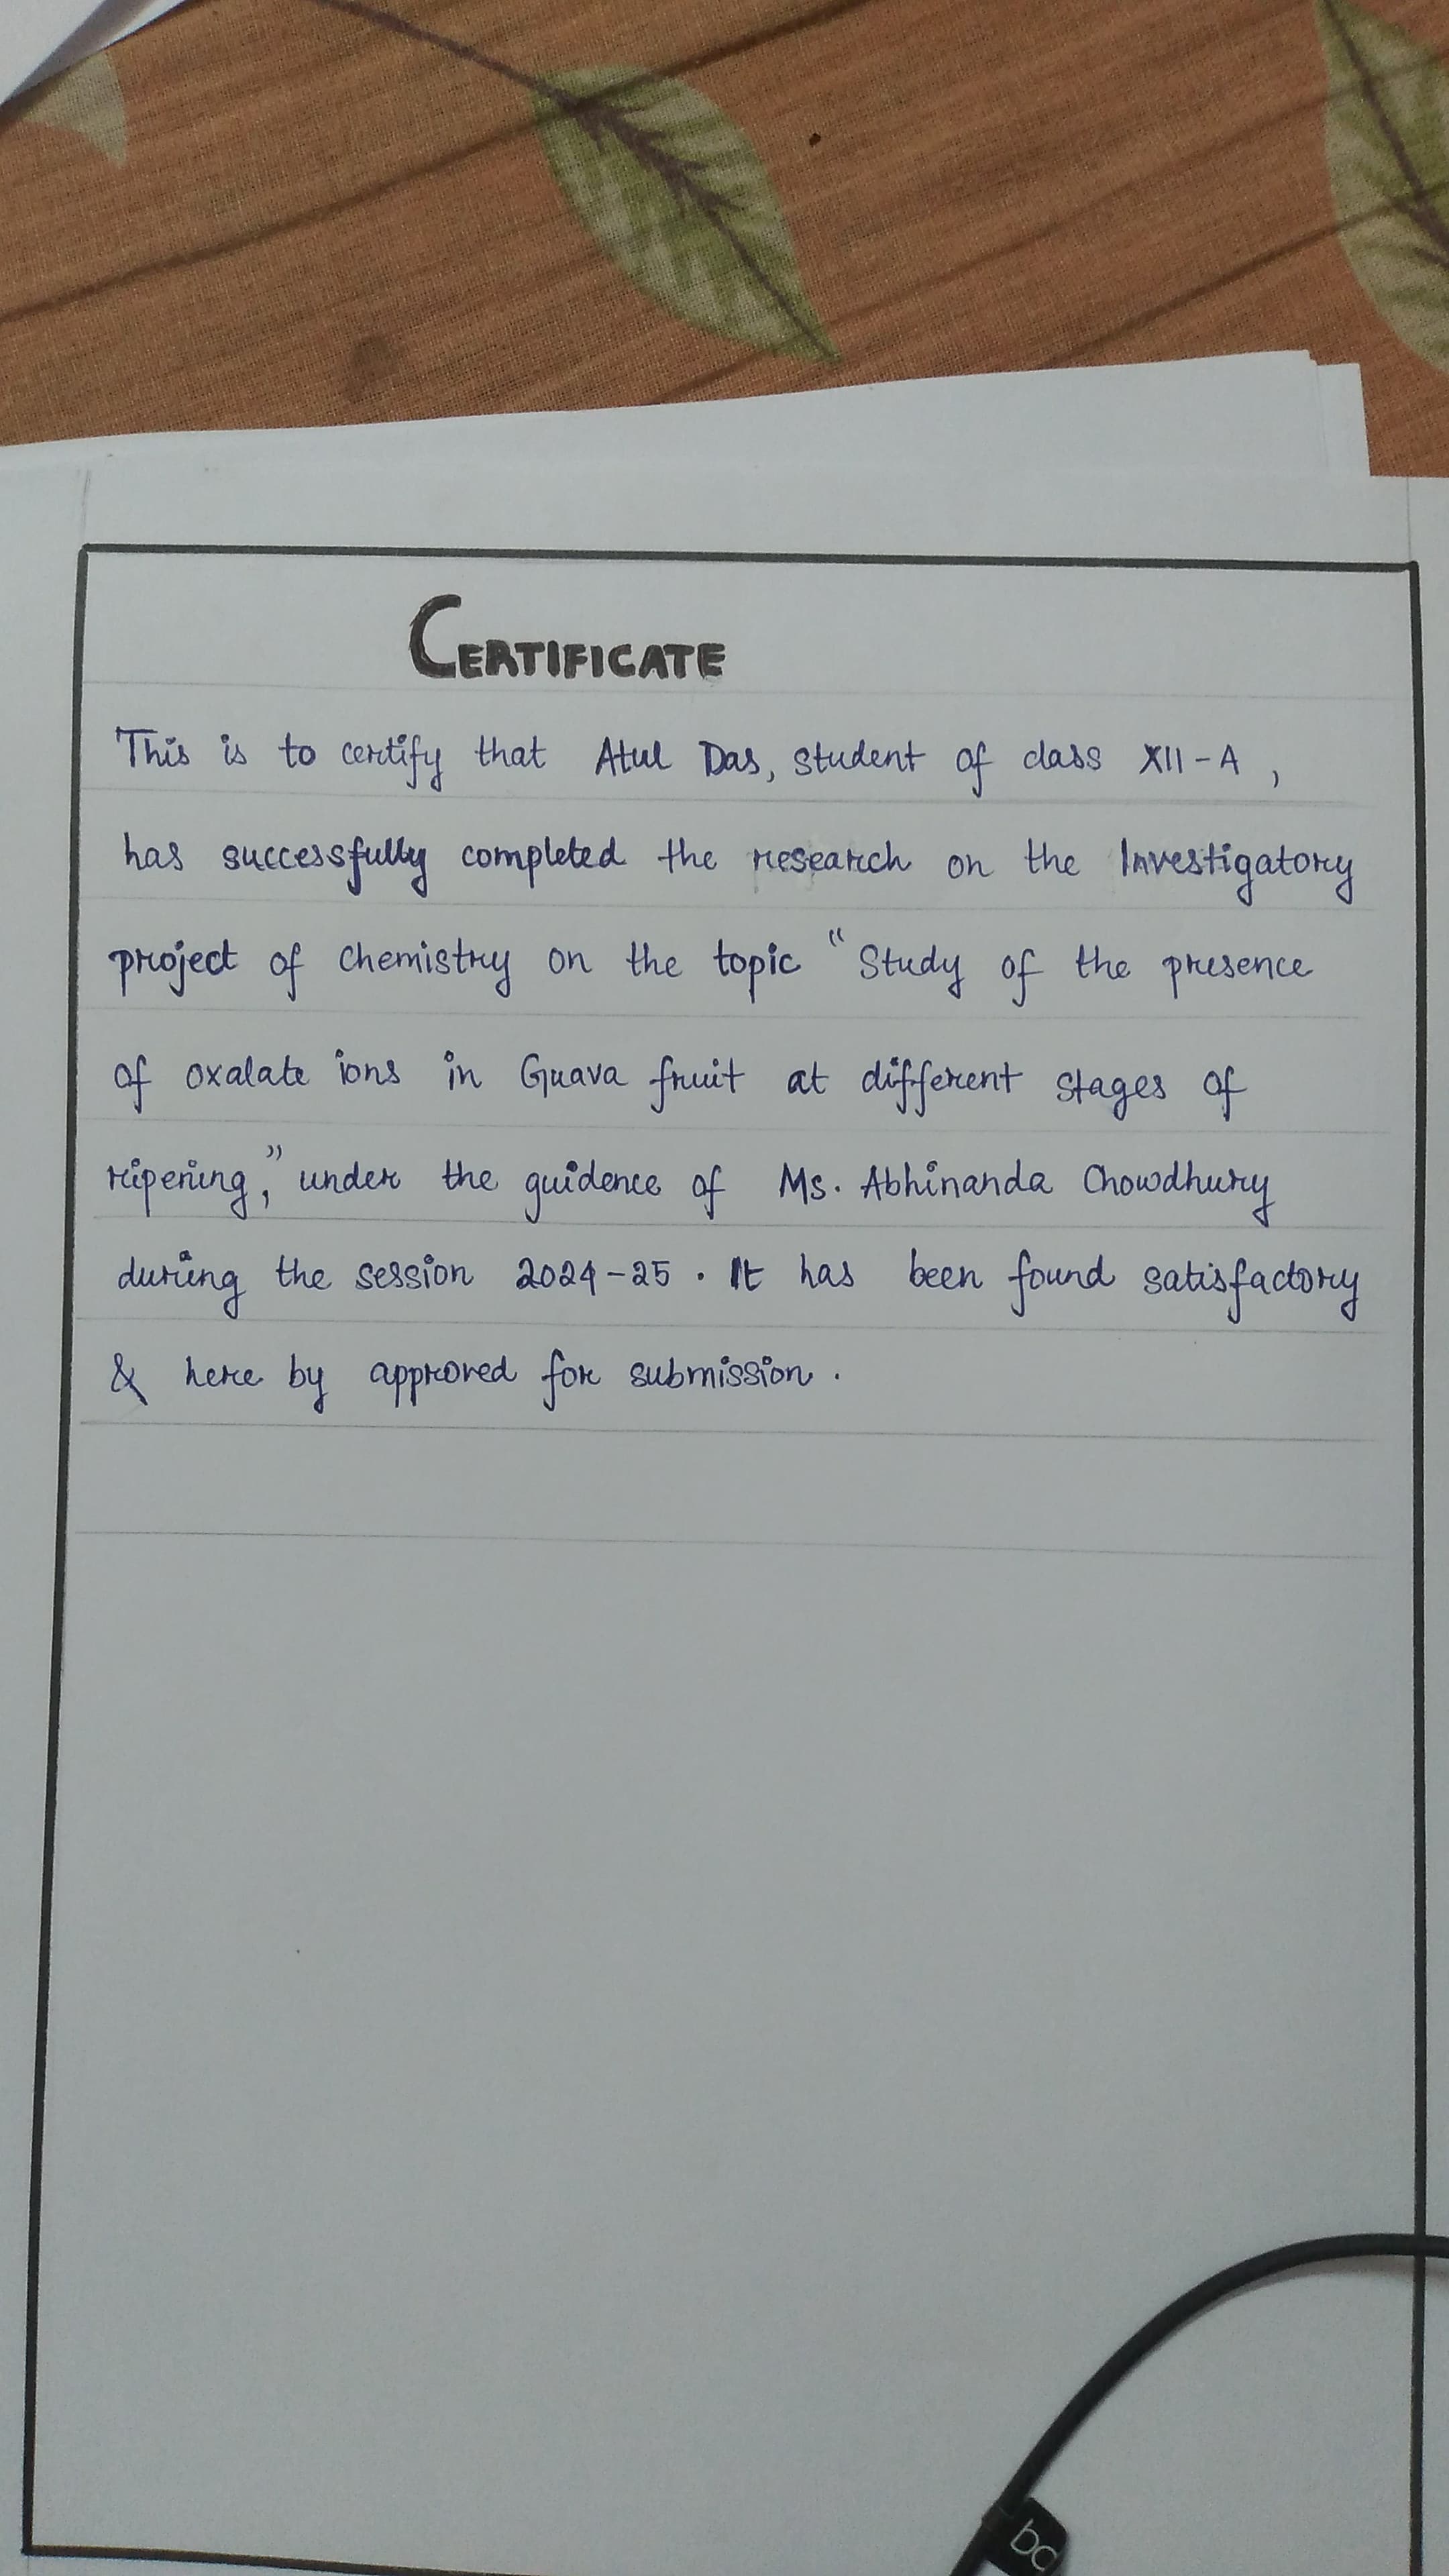 CERTIFICATE
This is to certify that Atul Das, student of class XII-A,
has successfully completed the research on the Investigatory
project of Chemistry on the topic "Study of the presence
of oxalate ions in Guava fruit at different stages of
ripening," under the guidence of Ms. Abhinanda Chowdhury
during the session 2024-25. It has been found satisfactory
& here by approved for submission.